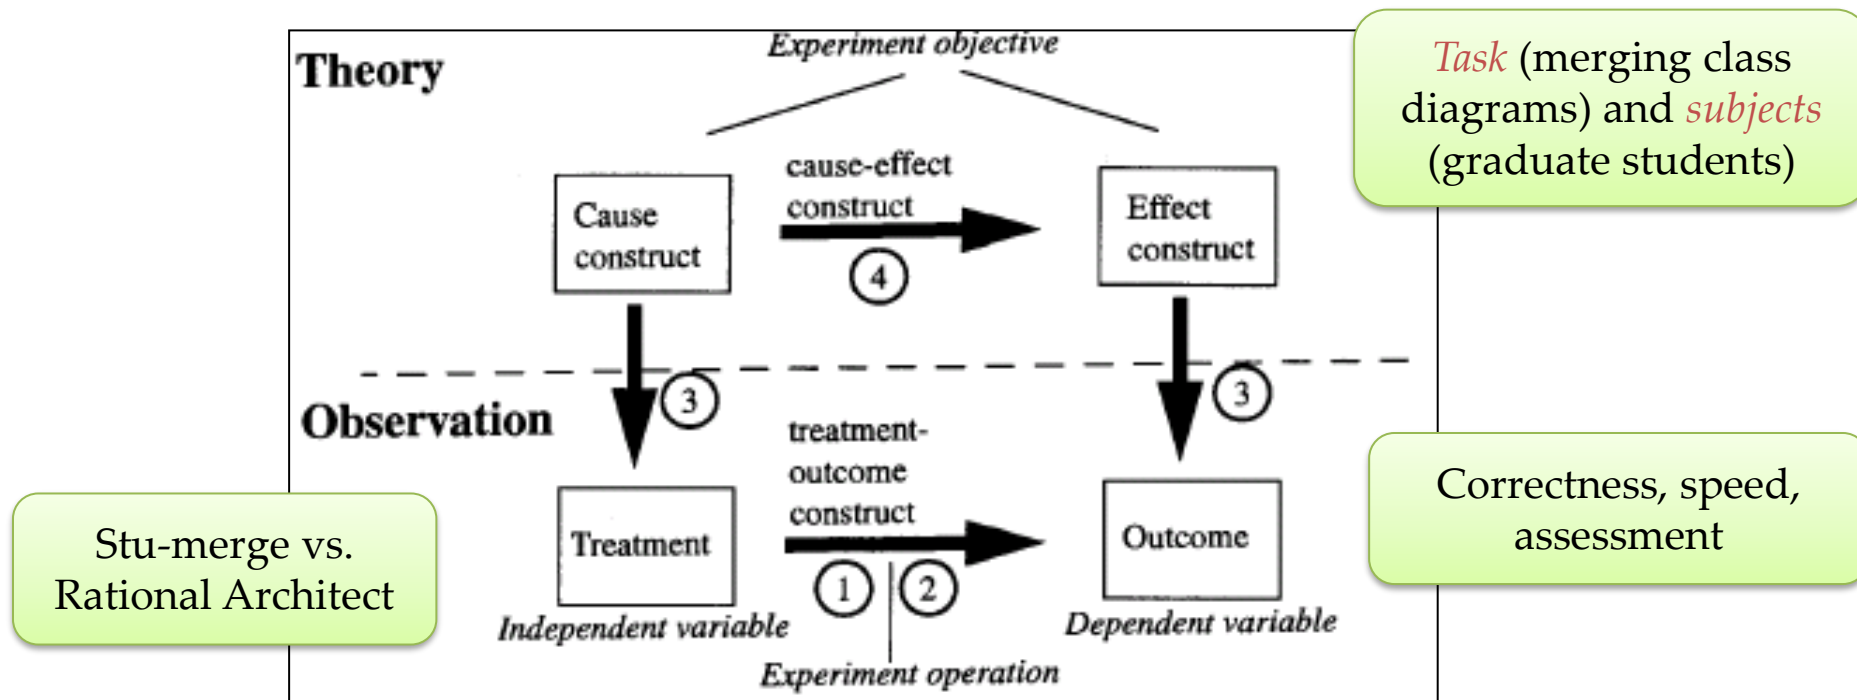 Experiment objective
Theory
Task (merging class
diagrams) and subjects
(graduate students)
cause-effect
construct
Cause
construct
Effect
construct
4
3
3
Observation
treatment-
outcome
construct
Treatment
Outcome
1 2
Independent variable
Dependent variable
Experiment operation
Stu-merge vs.
Rational Architect
Correctness, speed,
assessment